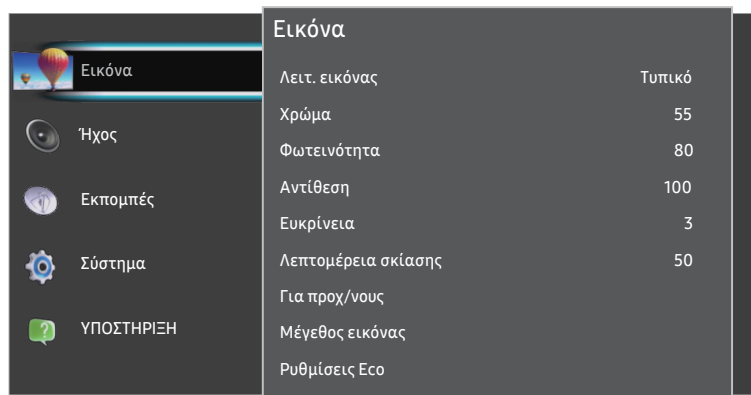 Εικόνα
Ήχος
Εκπομπές
Σύστημα
ΥΠΟΣΤΗΡΙΞΗ
Εικόνα
Λειτ. εικόνας Τυπικό
Χρώμα 55
Φωτεινότητα 80
Αντίθεση 100
Ευκρίνεια 3
Λεπτομέρεια σκίασης 50
Για προχ/νους
Μέγεθος εικόνας
Ρυθμίσεις Eco